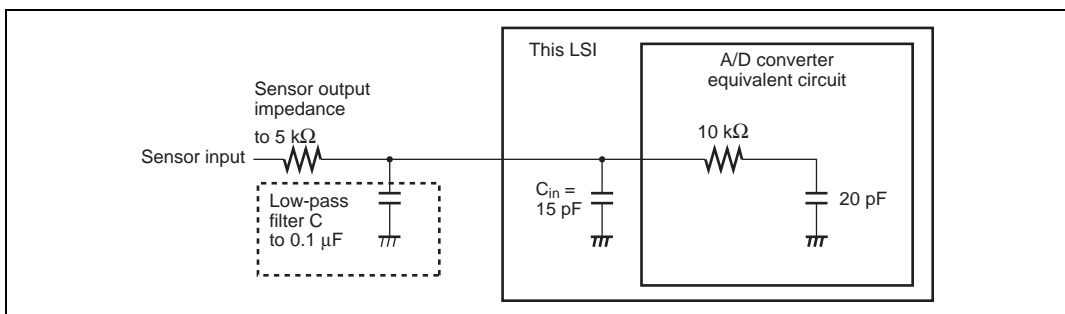 This LSI
A/D converter
equivalent circuit
Sensor output
impedance
to 5 kΩ
10 kΩ
Sensor input
Low-pass
filter C
to 0.1 μF
Cin =
15 pF
20 pF